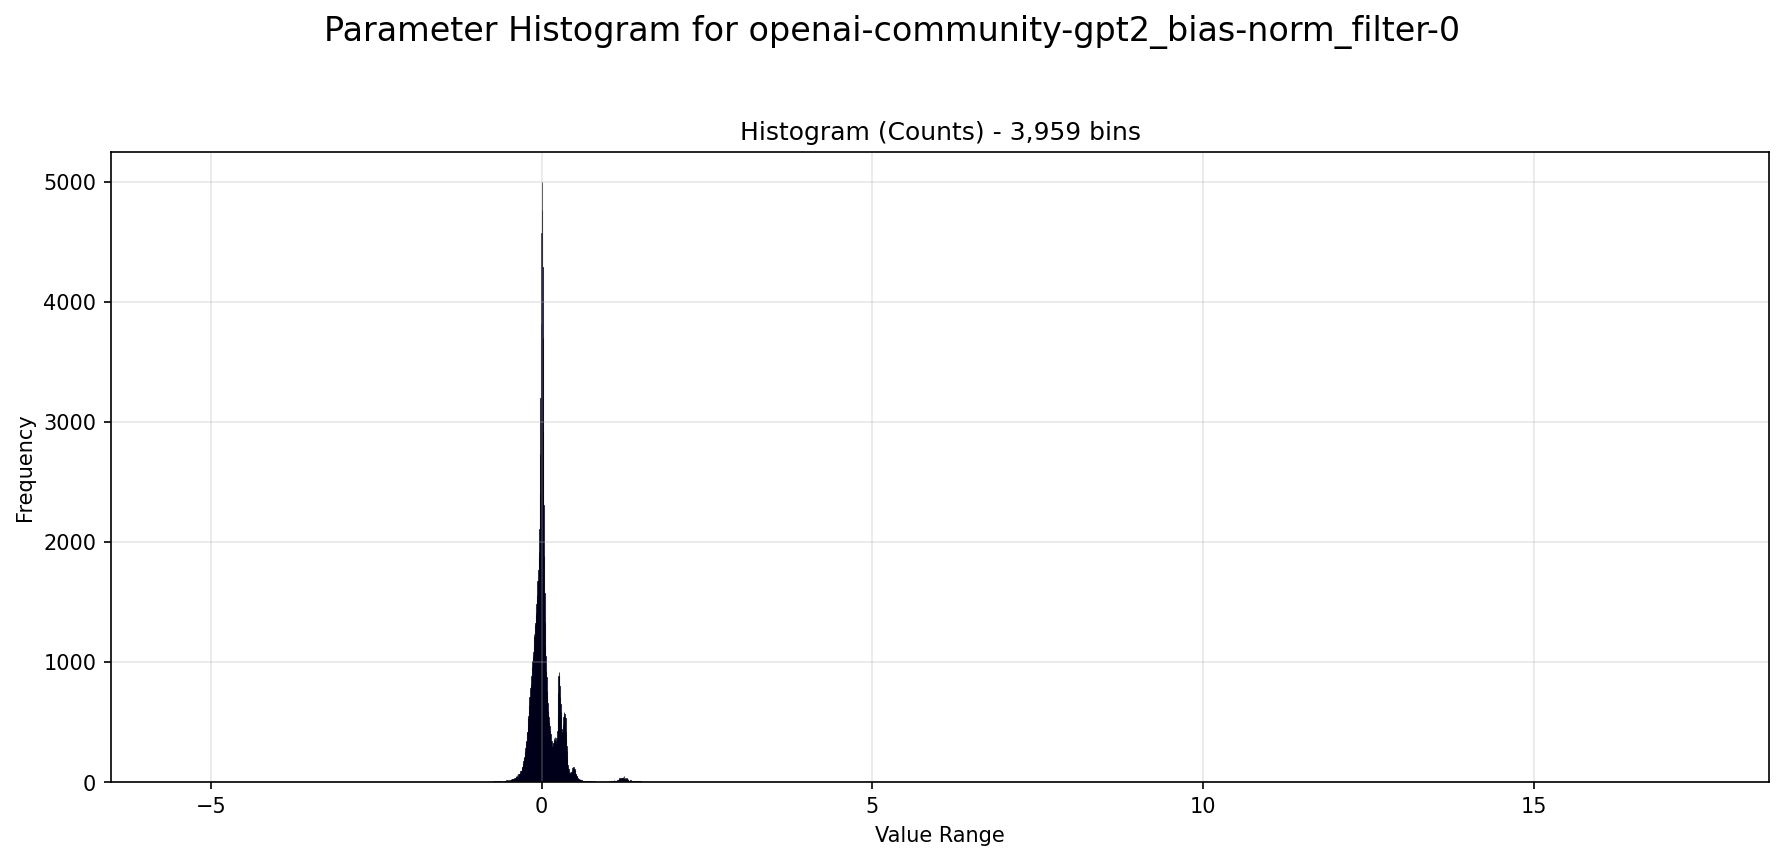 Parameter Histogram for openai-community-gpt2_bias-norm_filter-0
Histogram (Counts) - 3,959 bins
Frequency
5000
4000
3000
2000
1000
0
−5
0
5
10
15
Value Range